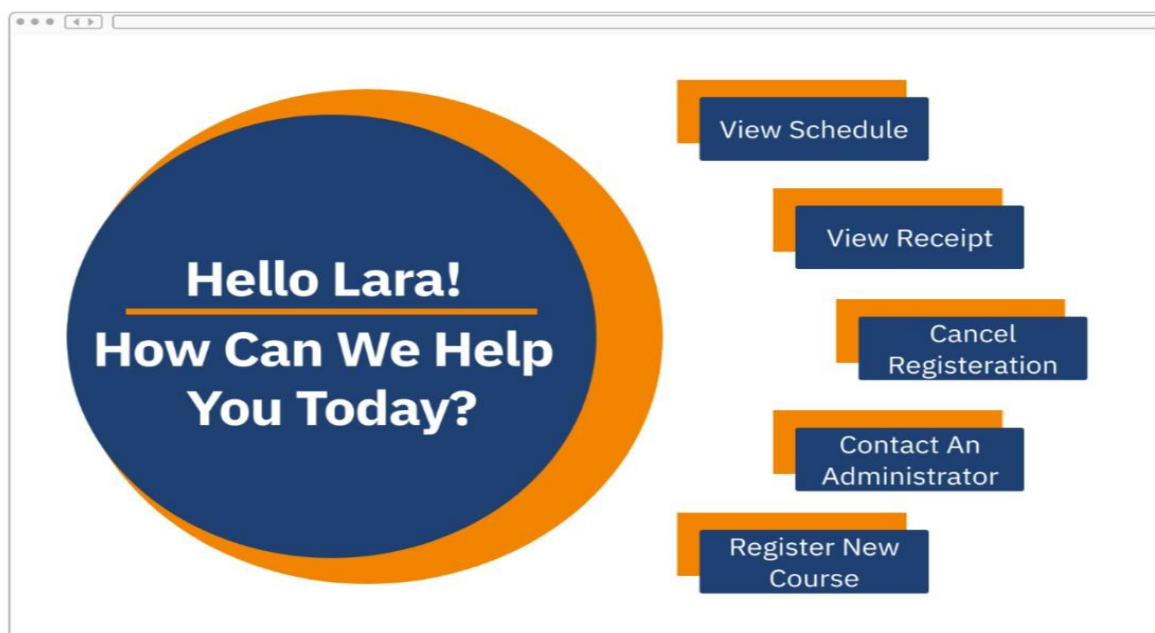 Hello Lara!
How Can We Help
You Today?
View Schedule
View Receipt
Cancel
Registeration
Contact An
Administrator
Register New
Course